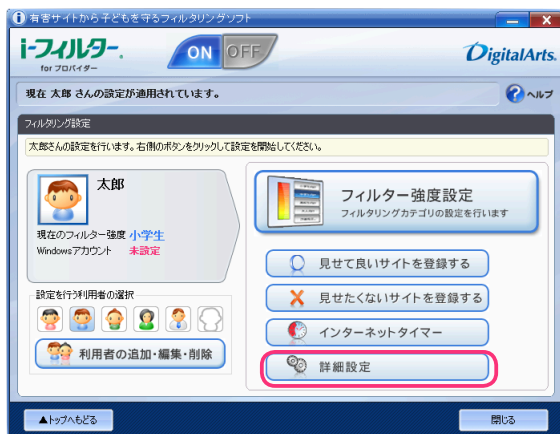 有害サイトから子どもを守るフィルタリングソフト
i-フィルター®
for プロバイダー
ON OFF
DigitalArts.
現在 太郎 さんの設定が適用されています。
ヘルプ
フィルタリング設定
太郎さんの設定を行います。右側のボタンをクリックして設定を開始してください。
太郎
現在のフィルター強度 小学生
Windowsアカウント 未設定
設定を行う利用者の選択
利用者の追加・編集・削除
フィルター強度設定
フィルタリングカテゴリの設定を行います
見せて良いサイトを登録する
見せたくないサイトを登録する
インターネットタイマー
詳細設定
▲トップへもどる
閉じる